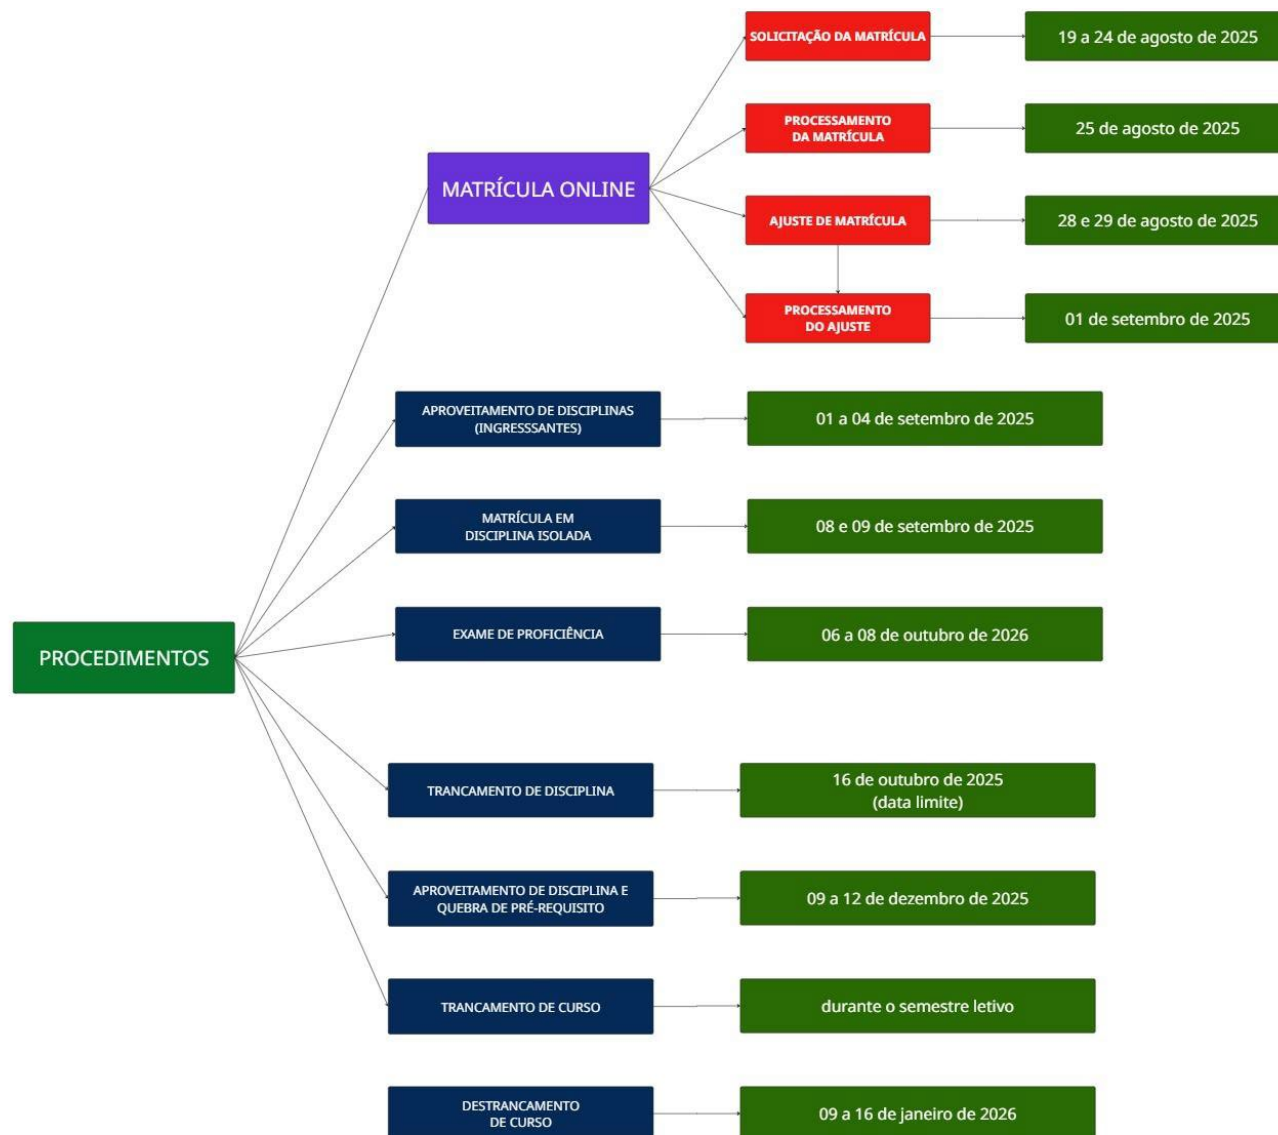 SOLICITAÇÃO DA MATRÍCULA
19 a 24 de agosto de 2025
PROCESSAMENTO
DA MATRÍCULA
25 de agosto de 2025
MATRÍCULA ONLINE
AJUSTE DE MATRÍCULA
28 e 29 de agosto de 2025
PROCESSAMENTO
DO AJUSTE
01 de setembro de 2025
APROVEITAMENTO DE DISCIPLINAS
(INGRESSSANTES)
01 a 04 de setembro de 2025
MATRÍCULA EM
DISCIPLINA ISOLADA
08 e 09 de setembro de 2025
EXAME DE PROFICIÊNCIA
06 a 08 de outubro de 2026
PROCEDIMENTOS
TRANCAMENTO DE DISCIPLINA
16 de outubro de 2025
(data limite)
APROVEITAMENTO DE DISCIPLINA E
QUEBRA DE PRÉ-REQUISITO
09 a 12 de dezembro de 2025
TRANCAMENTO DE CURSO
durante o semestre letivo
DESTRANCAMENTO
DE CURSO
09 a 16 de janeiro de 2026